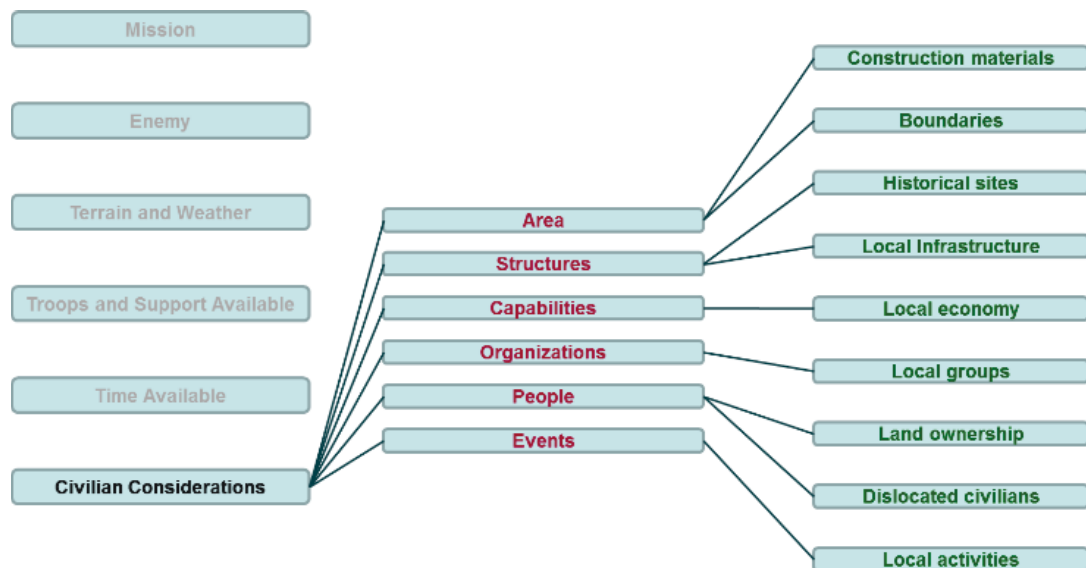 Mission
Enemy
Terrain and Weather
Troops and Support Available
Time Available
Civilian Considerations
Area
Structures
Capabilities
Organizations
People
Events
Construction materials
Boundaries
Historical sites
Local Infrastructure
Local economy
Local groups
Land ownership
Dislocated civilians
Local activities